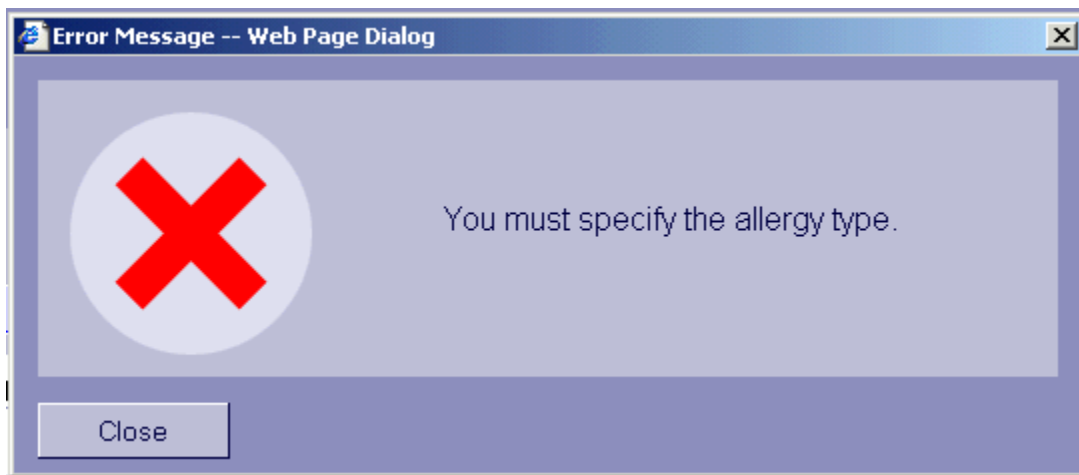 Error Message -- Web Page Dialog
You must specify the allergy type.
Close